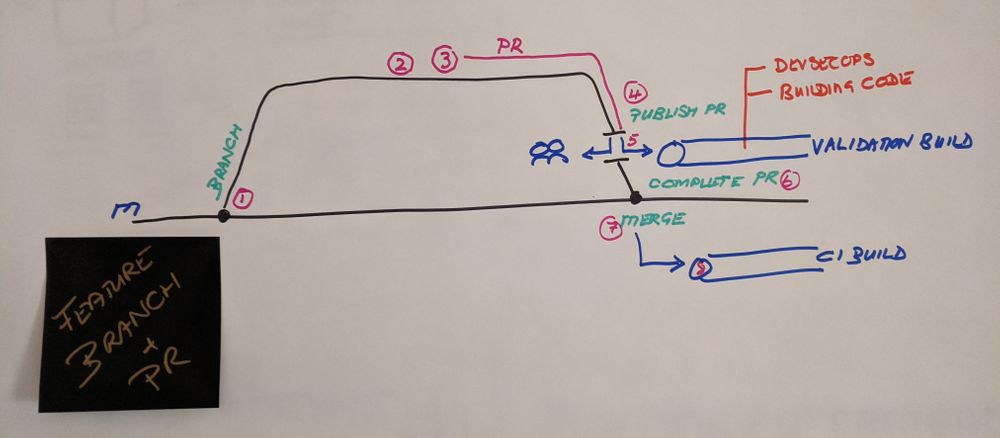 DEVSECOPS
BUILDING CODE
2
3
PR
4
PUBLISH PR
BRANCH
5
VALIDATION BUILD
COMPLETE PR 6
1
m
7 MERGE
8
CI BUILD
FEATURE
BRANCH
+
PR